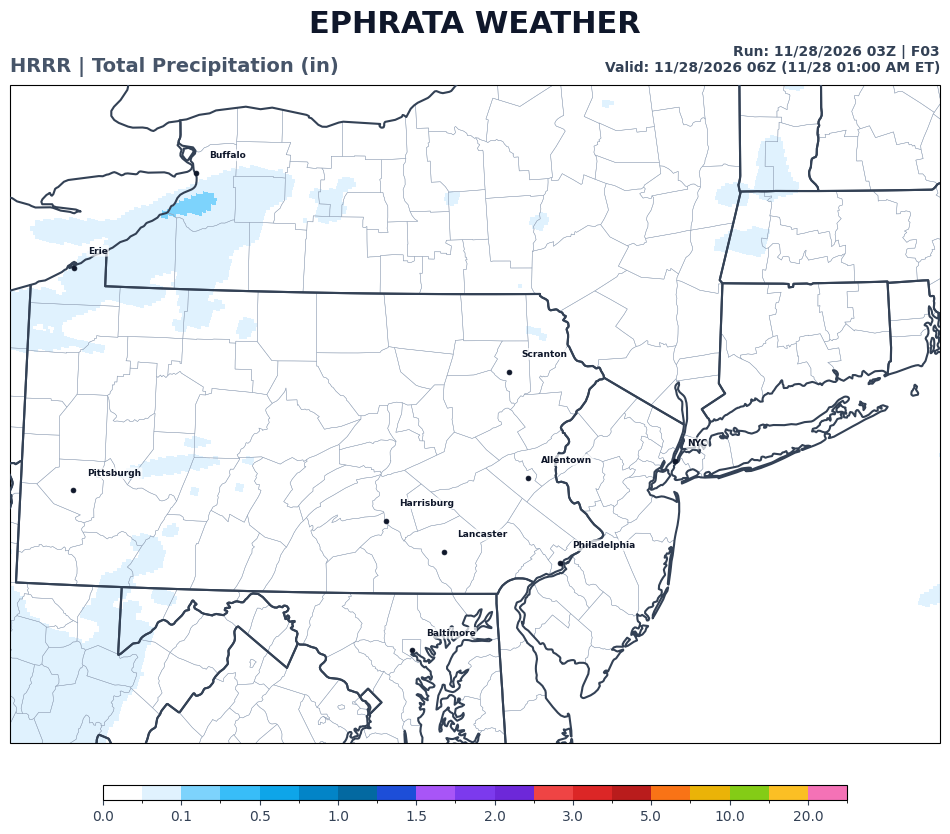 EPHRATA WEATHER
HRRR | Total Precipitation (in)
Run: 11/28/2026 03Z | F03
Valid: 11/28/2026 06Z (11/28 01:00 AM ET)
Buffalo
Erie
Scranton
NYC
Allentown
Pittsburgh
Harrisburg
Lancaster
Philadelphia
Baltimore
0.0 0.1 0.5 1.0 1.5 2.0 3.0 5.0 10.0 20.0